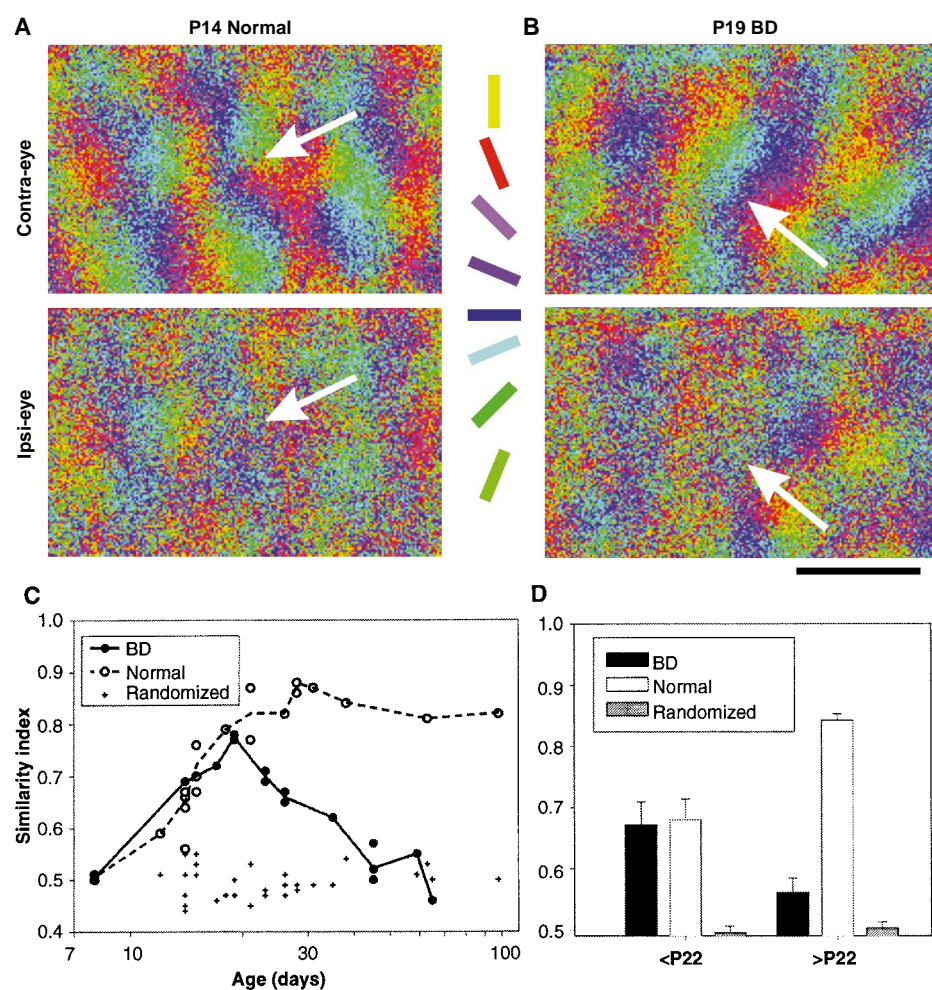 A
P14 Normal
B
P19 BD
Contra-eye
Ipsi-eye
C
1.0
0.9
0.8
0.7
0.6
0.5
0.4
Similarity index
BD
Normal
Randomized
7
10
30
100
Age (days)
D
1.0
0.9
0.8
0.7
0.6
0.5
BD
Normal
Randomized
<P22
>P22